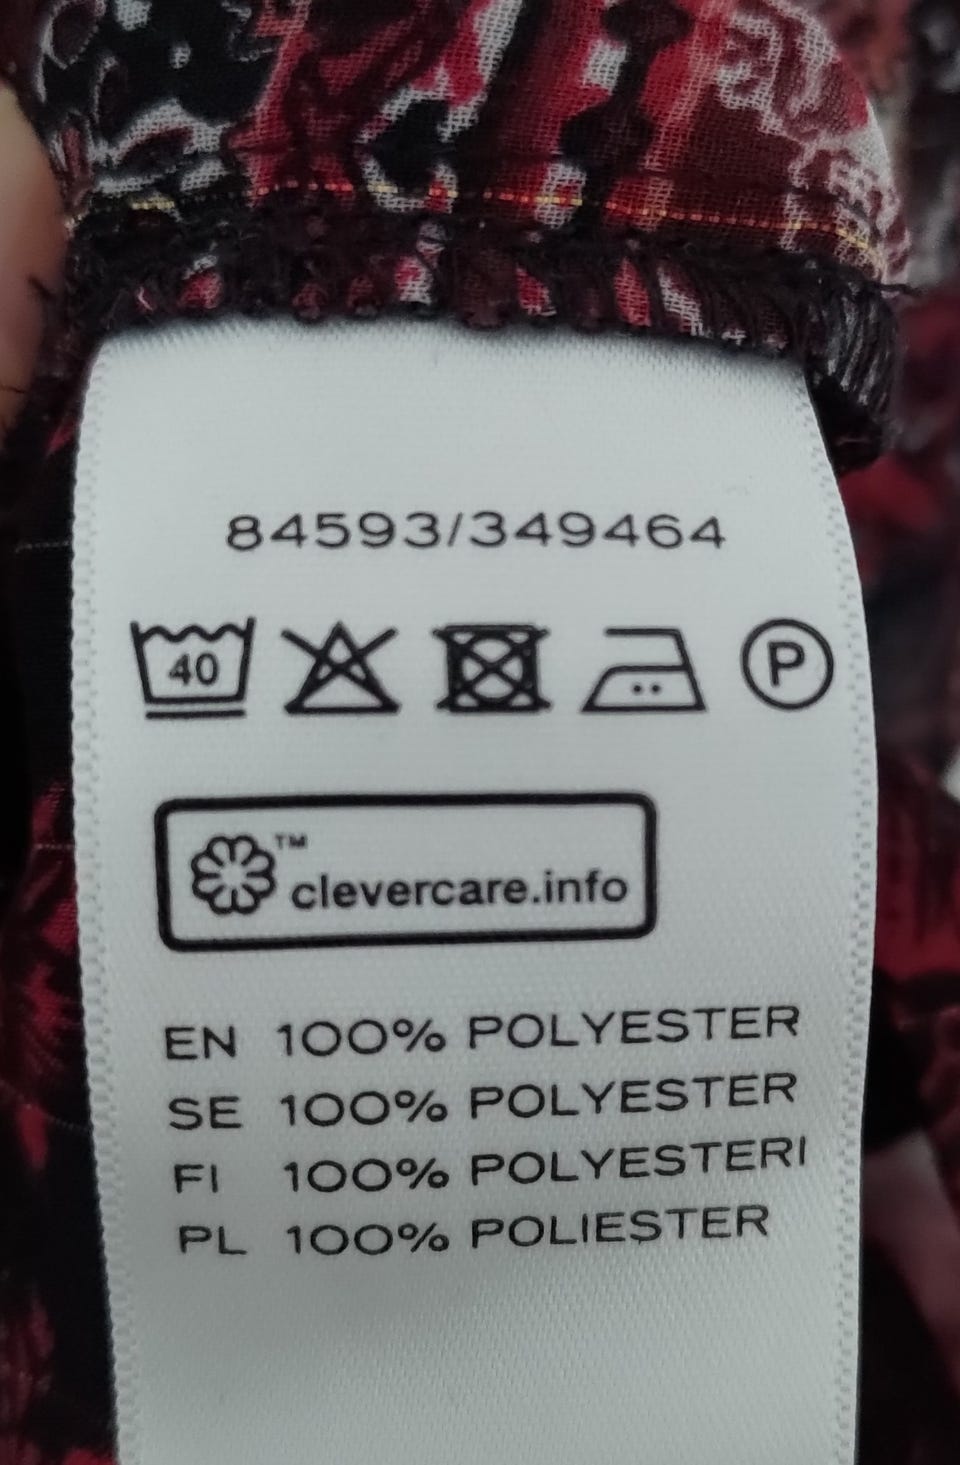 84593/349464
40 P
™
clevercare.info
EN 100% POLYESTER
SE 100% POLYESTER
FI 100% POLYESTERI
PL 100% POLIESTER